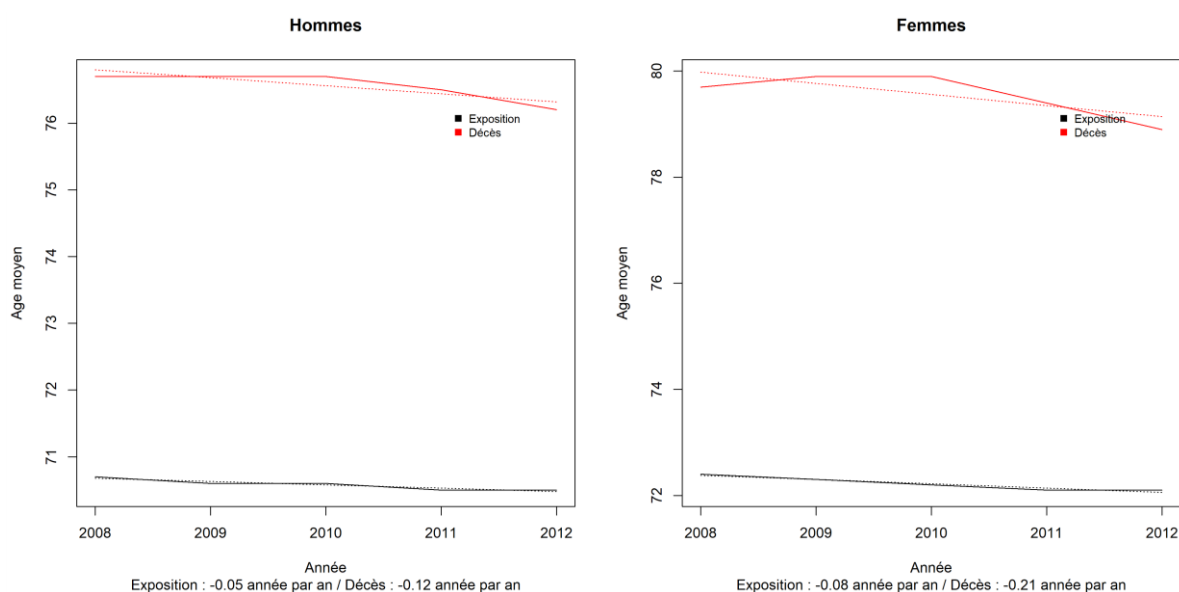 Hommes
Age moyen
76
75
74
73
72
71
Exposition
Décès
2008 2009 2010 2011 2012
Année
Exposition : -0.05 année par an / Décès : -0.12 année par an
Femmes
Age moyen
80
78
76
74
72
Exposition
Décès
2008 2009 2010 2011 2012
Année
Exposition : -0.08 année par an / Décès : -0.21 année par an